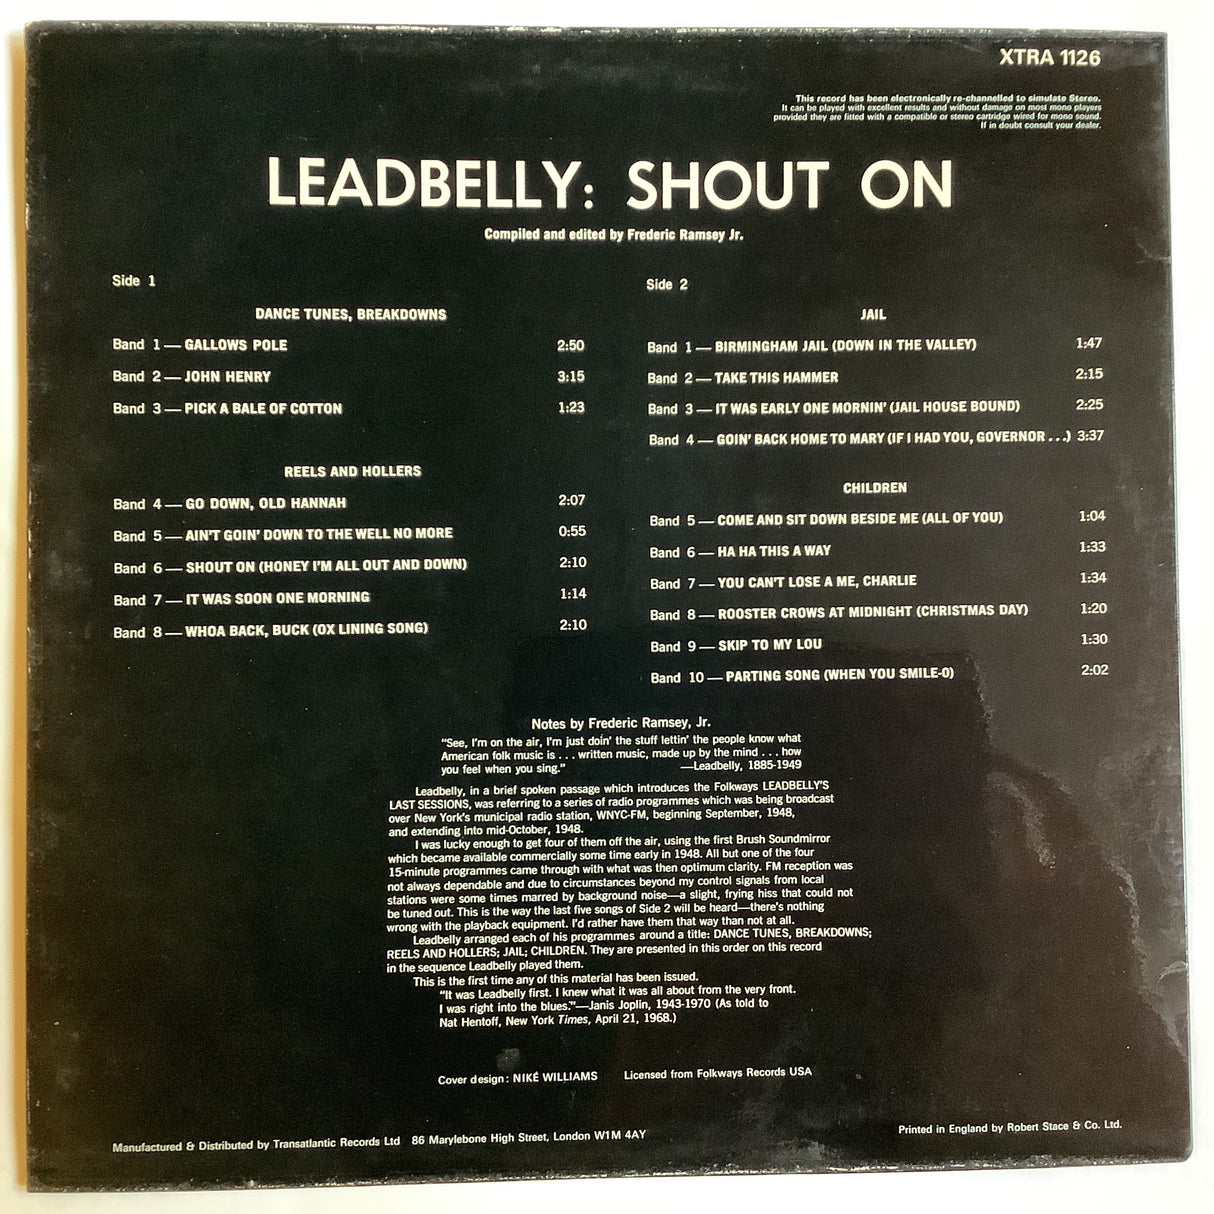 XTRA 1126
This record has been electronically re-channelled to simulate Stereo.
It can be played with excellent results and without damage on most mono players
provided they are fitted with a compatible or stereo cartridge wired for mono sound.
If in doubt consult your dealer.
LEADBELLY: SHOUT ON
Compiled and edited by Frederic Ramsey Jr.
Side 1
DANCE TUNES, BREAKDOWNS
Band 1 — GALLOWS POLE 2:50
Band 2 — JOHN HENRY 3:15
Band 3 — PICK A BALE OF COTTON 1:23
REELS AND HOLLERS
Band 4 — GO DOWN, OLD HANNAH 2:07
Band 5 — AIN'T GOIN' DOWN TO THE WELL NO MORE 0:55
Band 6 — SHOUT ON (HONEY I'M ALL OUT AND DOWN) 2:10
Band 7 — IT WAS SOON ONE MORNING 1:14
Band 8 — WHOA BACK, BUCK (OX LINING SONG) 2:10
Side 2
JAIL
Band 1 — BIRMINGHAM JAIL (DOWN IN THE VALLEY) 1:47
Band 2 — TAKE THIS HAMMER 2:15
Band 3 — IT WAS EARLY ONE MORNIN' (JAIL HOUSE BOUND) 2:25
Band 4 — GOIN' BACK HOME TO MARY (IF I HAD YOU, GOVERNOR . . .) 3:37
CHILDREN
Band 5 — COME AND SIT DOWN BESIDE ME (ALL OF YOU) 1:04
Band 6 — HA HA THIS A WAY 1:33
Band 7 — YOU CAN'T LOSE A ME, CHARLIE 1:34
Band 8 — ROOSTER CROWS AT MIDNIGHT (CHRISTMAS DAY) 1:20
Band 9 — SKIP TO MY LOU 1:30
Band 10 — PARTING SONG (WHEN YOU SMILE-O) 2:02
Notes by Frederic Ramsey, Jr.
"See, I'm on the air, I'm just doin' the stuff lettin' the people know what
American folk music is . . . written music, made up by the mind . . . how
you feel when you sing." —Leadbelly, 1885-1949
Leadbelly, in a brief spoken passage which introduces the Folkways LEADBELLY'S
LAST SESSIONS, was referring to a series of radio programmes which was being broadcast
over New York's municipal radio station, WNYC-FM, beginning September, 1948,
and extending into mid-October, 1948.
I was lucky enough to get four of them off the air, using the first Brush Soundmirror
which became available commercially some time early in 1948. All but one of the four
15-minute programmes came through with what was then optimum clarity. FM reception was
not always dependable and due to circumstances beyond my control signals from local
stations were some times marred by background noise—a slight, frying hiss that could not
be tuned out. This is the way the last five songs of Side 2 will be heard—there's nothing
wrong with the playback equipment. I'd rather have them that way than not at all.
Leadbelly arranged each of his programmes around a title: DANCE TUNES, BREAKDOWNS;
REELS AND HOLLERS; JAIL; CHILDREN. They are presented in this order on this record
in the sequence Leadbelly played them.
This is the first time any of this material has been issued.
"It was Leadbelly first. I knew what it was all about from the very front.
I was right into the blues."—Janis Joplin, 1943-1970 (As told to
Nat Hentoff, New York Times, April 21, 1968.)
Cover design: NIKÉ WILLIAMS Licensed from Folkways Records USA
Manufactured & Distributed by Transatlantic Records Ltd 86 Marylebone High Street, London W1M 4AY
Printed in England by Robert Stace & Co. Ltd.